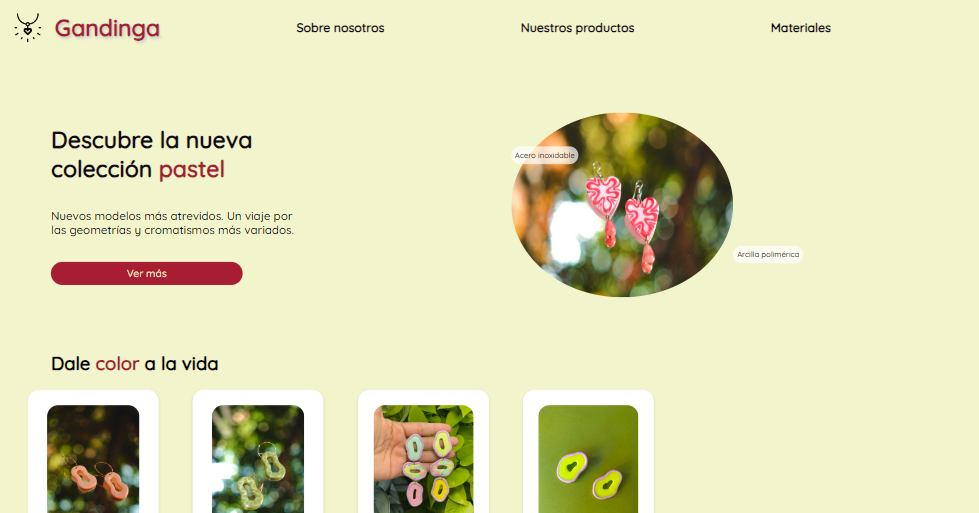 Gandinga
Sobre nosotros
Nuestros productos
Materiales
Descubre la nueva
colección pastel
Nuevos modelos más atrevidos. Un viaje por
las geometrías y cromatismos más variados.
Ver más
Acero inoxidable
Arcilla polimérica
Dale color a la vida